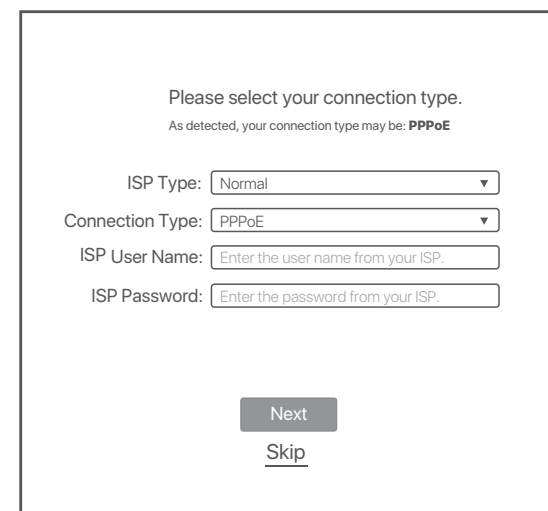 Please select your connection type.
As detected, your connection type may be: PPPoE
ISP Type: Normal
Connection Type: PPPoE
ISP User Name: Enter the user name from your ISP.
ISP Password: Enter the password from your ISP.
Next
Skip